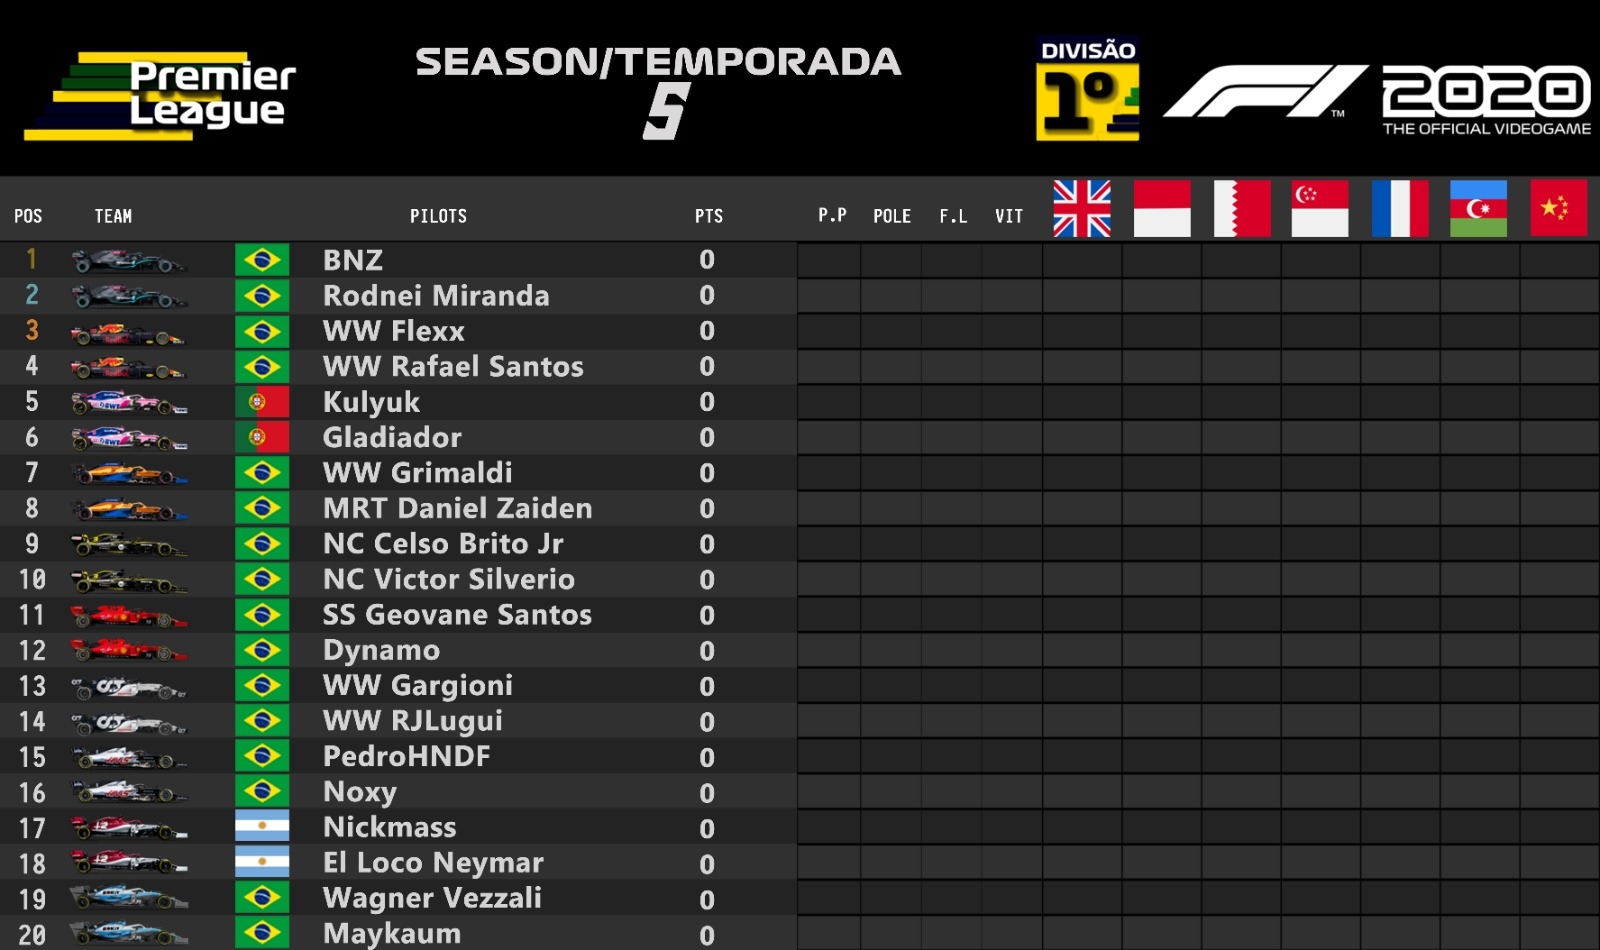 Premier
League
SEASON/TEMPORADA
5
DIVISÃO
1º
F1 TM
2020
THE OFFICIAL VIDEOGAME
POS TEAM PILOTS PTS P.P POLE F.L VIT
1 BNZ 0
2 Rodnei Miranda 0
3 WW Flexx 0
4 WW Rafael Santos 0
5 Kulyuk 0
6 Gladiador 0
7 WW Grimaldi 0
8 MRT Daniel Zaiden 0
9 NC Celso Brito Jr 0
10 NC Victor Silverio 0
11 SS Geovane Santos 0
12 Dynamo 0
13 WW Gargioni 0
14 WW RJLugui 0
15 PedroHNDF 0
16 Noxy 0
17 Nickmass 0
18 El Loco Neymar 0
19 Wagner Vezzali 0
20 Maykaum 0